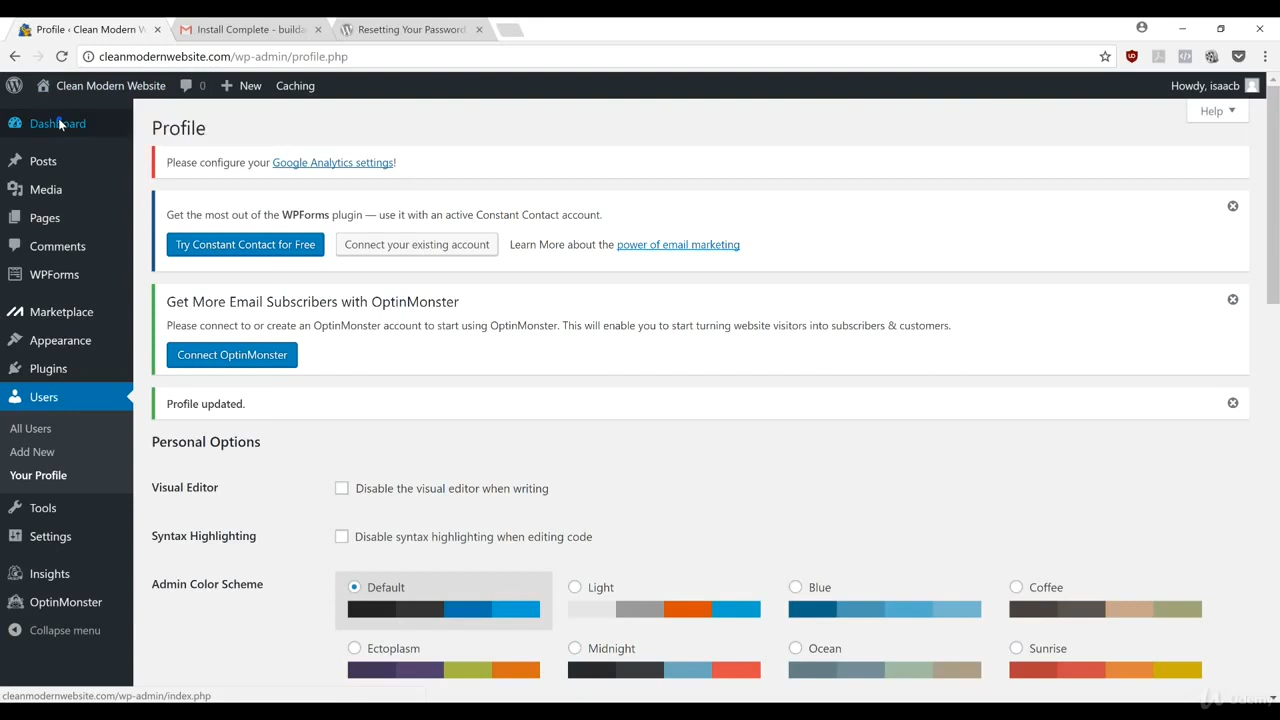 Profile ‹ Clean Modern W
Install Complete - builda
Resetting Your Password
cleanmodernwebsite.com/wp-admin/profile.php
Clean Modern Website 0 New Caching Howdy, isaacb
Help
Dashboard
Posts
Media
Pages
Comments
WPForms
Marketplace
Appearance
Plugins
Users
All Users
Add New
Your Profile
Tools
Settings
Insights
OptinMonster
Collapse menu
Profile
Please configure your Google Analytics settings!
Get the most out of the WPForms plugin — use it with an active Constant Contact account.
Try Constant Contact for Free Connect your existing account Learn More about the power of email marketing
Get More Email Subscribers with OptinMonster
Please connect to or create an OptinMonster account to start using OptinMonster. This will enable you to start turning website visitors into subscribers & customers.
Connect OptinMonster
Profile updated.
Personal Options
Visual Editor Disable the visual editor when writing
Syntax Highlighting Disable syntax highlighting when editing code
Admin Color Scheme Default Light Blue Coffee
Ectoplasm Midnight Ocean Sunrise
cleanmodernwebsite.com/wp-admin/index.php
Udemy